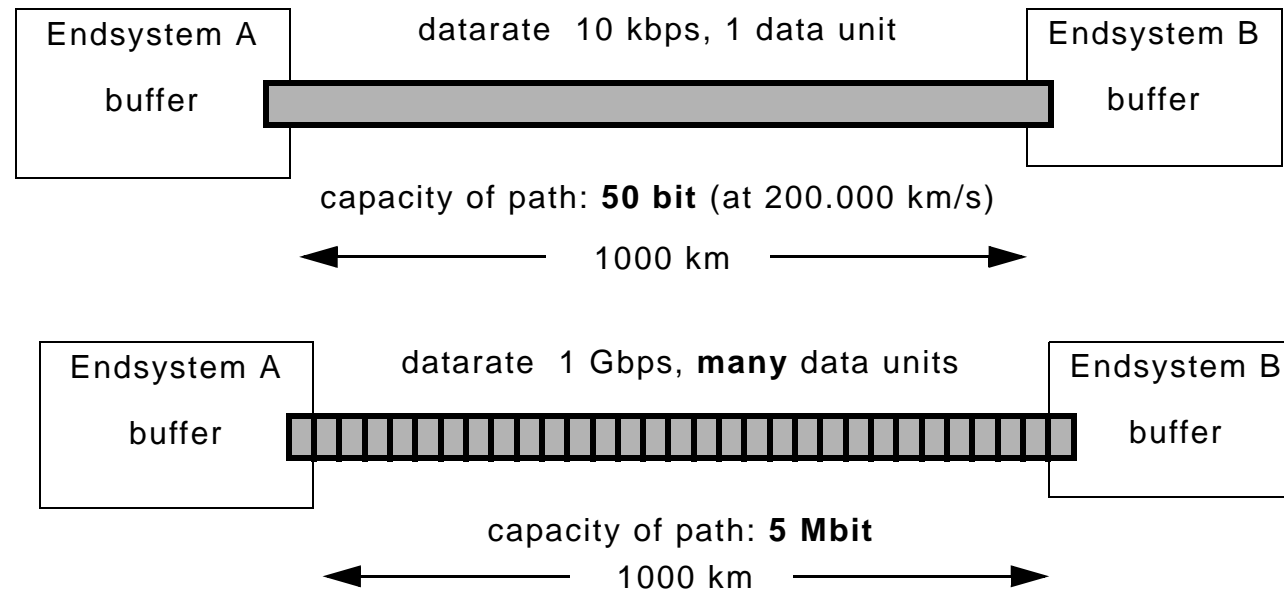 Endsystem A
datarate 10 kbps, 1 data unit
Endsystem B
buffer
buffer
capacity of path: 50 bit (at 200.000 km/s)
1000 km
Endsystem A
datarate 1 Gbps, many data units
Endsystem B
buffer
buffer
capacity of path: 5 Mbit
1000 km